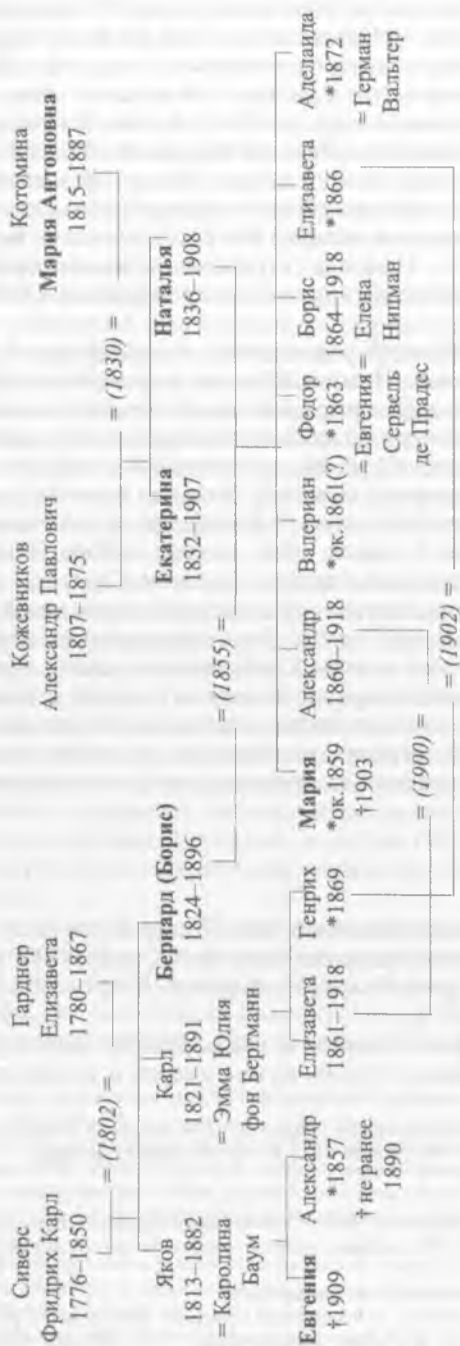 Сиверс
Фридрих Карл
1776–1850
= (1802) =
Гарднер
Елизавета
1780–1867
Кожевников
Александр Павлович
1807–1875
= (1830) =
Котомина
Мария Антоновна
1815–1887
Яков
1813–1882
= Каролина
Баум
Карл
1821–1891
= Эмма Юлия
фон Бергманн
Бернард (Борис)
1824–1896
= (1855) =
Екатерина
1832–1907
Наталья
1836–1908
Евгения
†1909
Александр
*1857
† не ранее
1890
Елизавета
1861–1918
Генрих
*1869
Мария
*ок.1859
†1903
Александр
1860–1918
Валериан
*ок.1861(?)
Федор
*1863
= Евгения =
Сервель
де Прадес
Борис
1864–1918
Елена
Ницман
Елизавета
*1866
Аделаида
*1872
= Герман
Вальтер
= (1900) =
= (1902) =